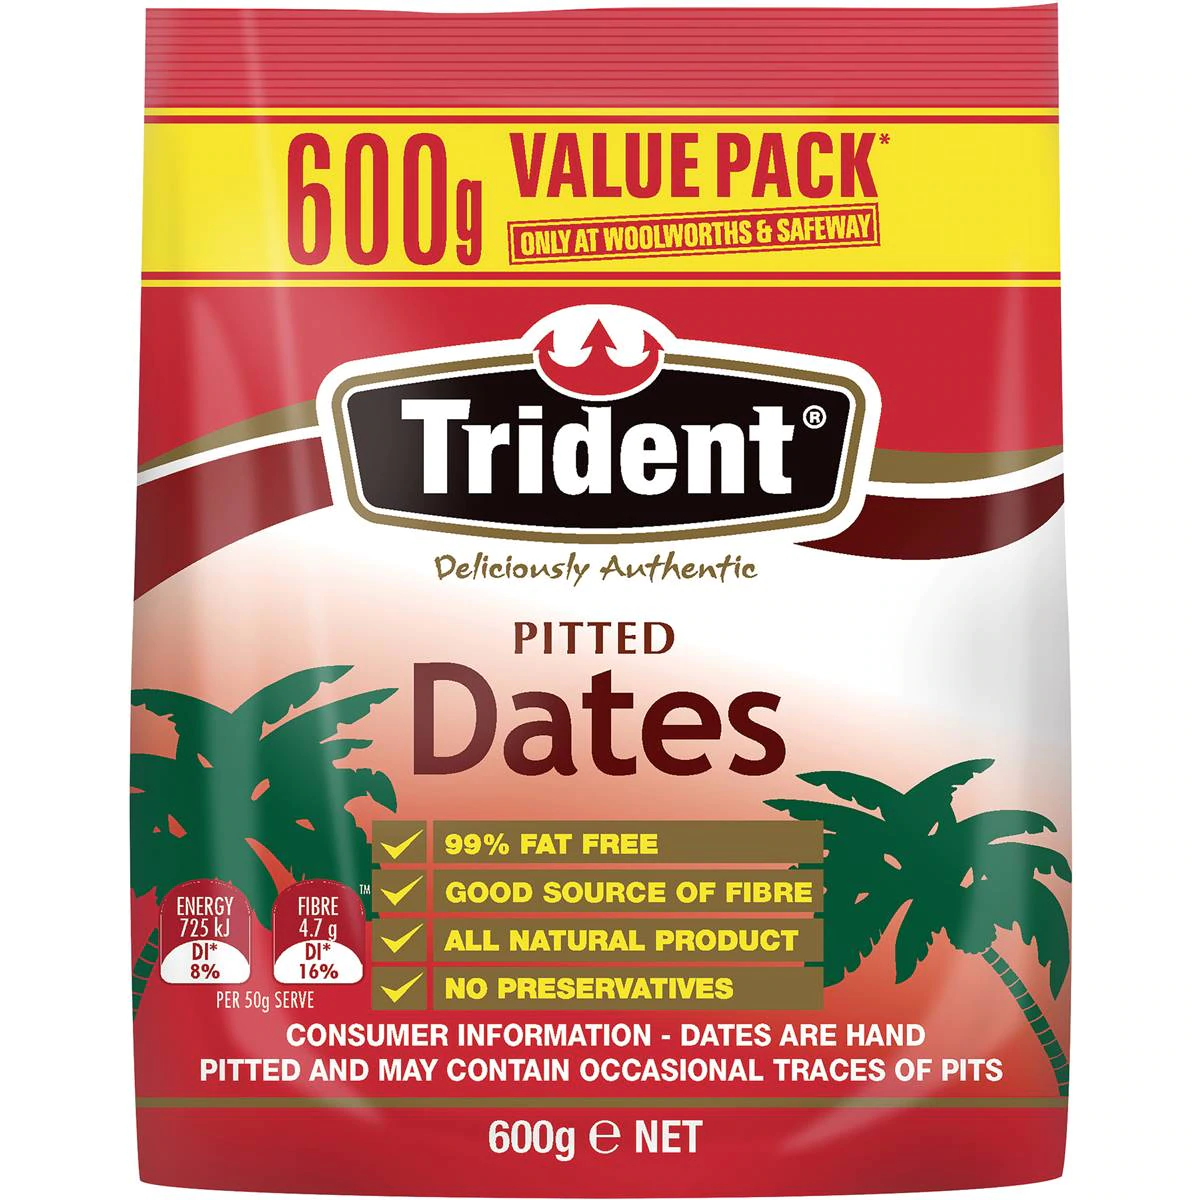 600g VALUE PACK*
ONLY AT WOOLWORTHS & SAFEWAY
Trident®
Deliciously Authentic
PITTED
Dates
99% FAT FREE
GOOD SOURCE OF FIBRE
ALL NATURAL PRODUCT
NO PRESERVATIVES
ENERGY
725 kJ
DI*
8%
FIBRE
4.7 g
DI*
16%
TM
PER 50g SERVE
CONSUMER INFORMATION - DATES ARE HAND
PITTED AND MAY CONTAIN OCCASIONAL TRACES OF PITS
600g ℮ NET